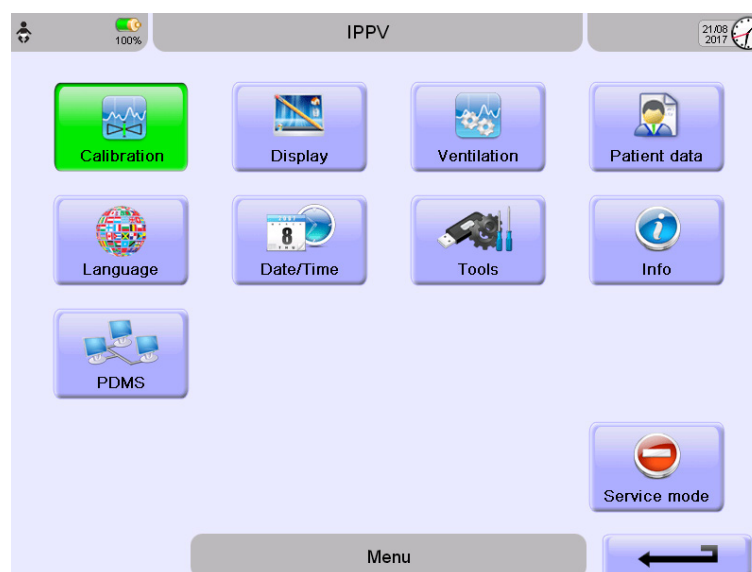 100%
IPPV
21/08
2017
Calibration
Display
Ventilation
Patient data
Language
Date/Time
8
Tools
Info
PDMS
Service mode
Menu